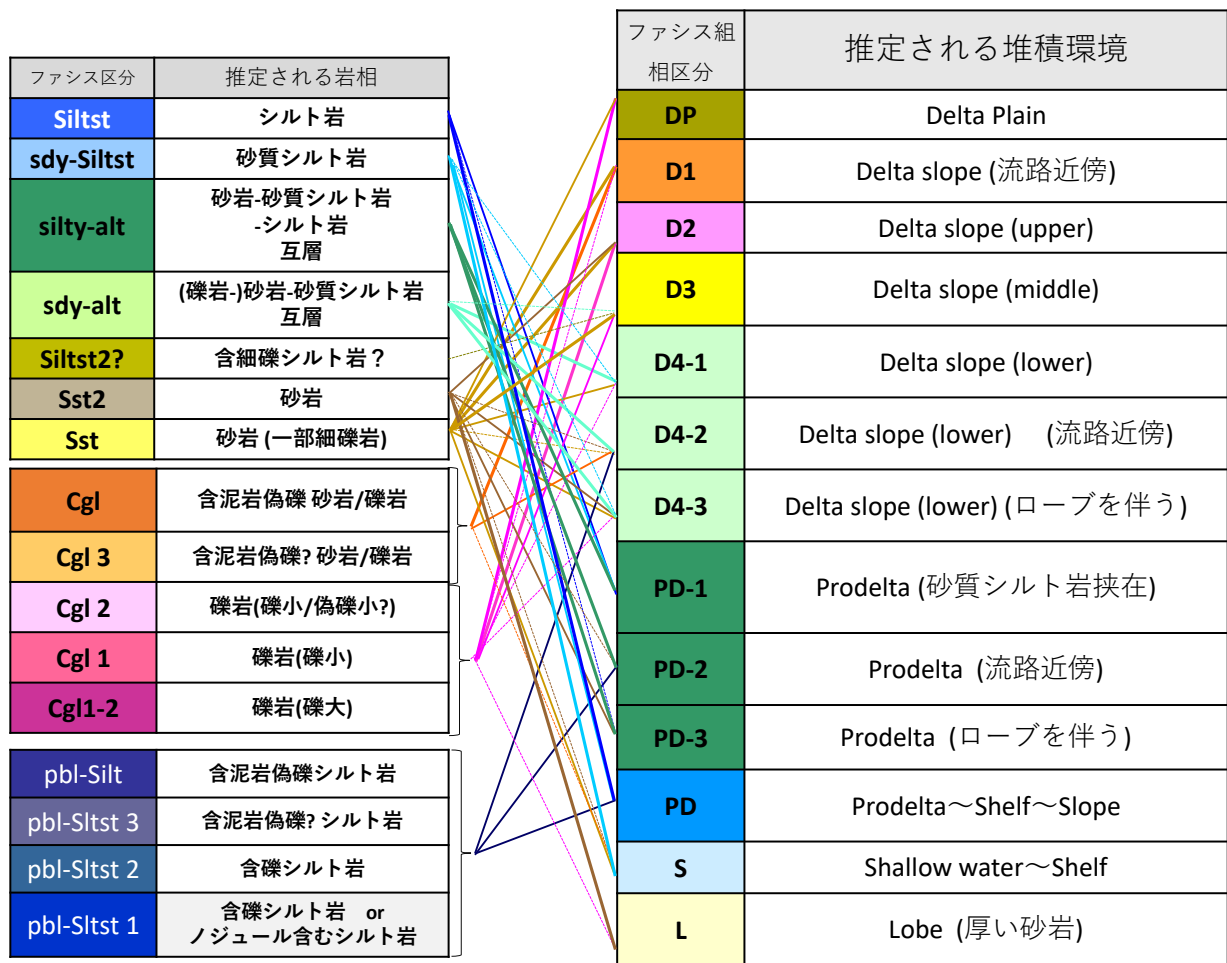 ファシス区分 推定される岩相
Siltst シルト岩
sdy-Siltst 砂質シルト岩
silty-alt 砂岩-砂質シルト岩
-シルト岩
互層
sdy-alt (礫岩-)砂岩-砂質シルト岩
互層
Siltst2? 含細礫シルト岩？
Sst2 砂岩
Sst 砂岩 (一部細礫岩)
Cgl 含泥岩偽礫 砂岩/礫岩
Cgl 3 含泥岩偽礫? 砂岩/礫岩
Cgl 2 礫岩(礫小/偽礫小?)
Cgl 1 礫岩(礫小)
Cgl1-2 礫岩(礫大)
pbl-Silt 含泥岩偽礫シルト岩
pbl-Sltst 3 含泥岩偽礫? シルト岩
pbl-Sltst 2 含礫シルト岩
pbl-Sltst 1 含礫シルト岩 or
ノジュール含むシルト岩
ファシス組
相区分 推定される堆積環境
DP Delta Plain
D1 Delta slope (流路近傍)
D2 Delta slope (upper)
D3 Delta slope (middle)
D4-1 Delta slope (lower)
D4-2 Delta slope (lower) (流路近傍)
D4-3 Delta slope (lower) (ローブを伴う)
PD-1 Prodelta (砂質シルト岩挟在)
PD-2 Prodelta (流路近傍)
PD-3 Prodelta (ローブを伴う)
PD Prodelta～Shelf～Slope
S Shallow water～Shelf
L Lobe (厚い砂岩)